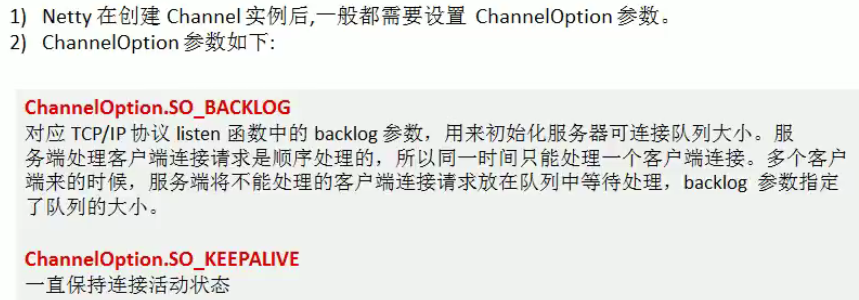 1) Netty 在创建 Channel 实例后,一般都需要设置 ChannelOption 参数。
2) ChannelOption 参数如下:
ChannelOption.SO_BACKLOG
对应 TCP/IP 协议 listen 函数中的 backlog 参数，用来初始化服务器可连接队列大小。服
务端处理客户端连接请求是顺序处理的，所以同一时间只能处理一个客户端连接。多个客户
端来的时候，服务端将不能处理的客户端连接请求放在队列中等待处理，backlog 参数指定
了队列的大小。
ChannelOption.SO_KEEPALIVE
一直保持连接活动状态